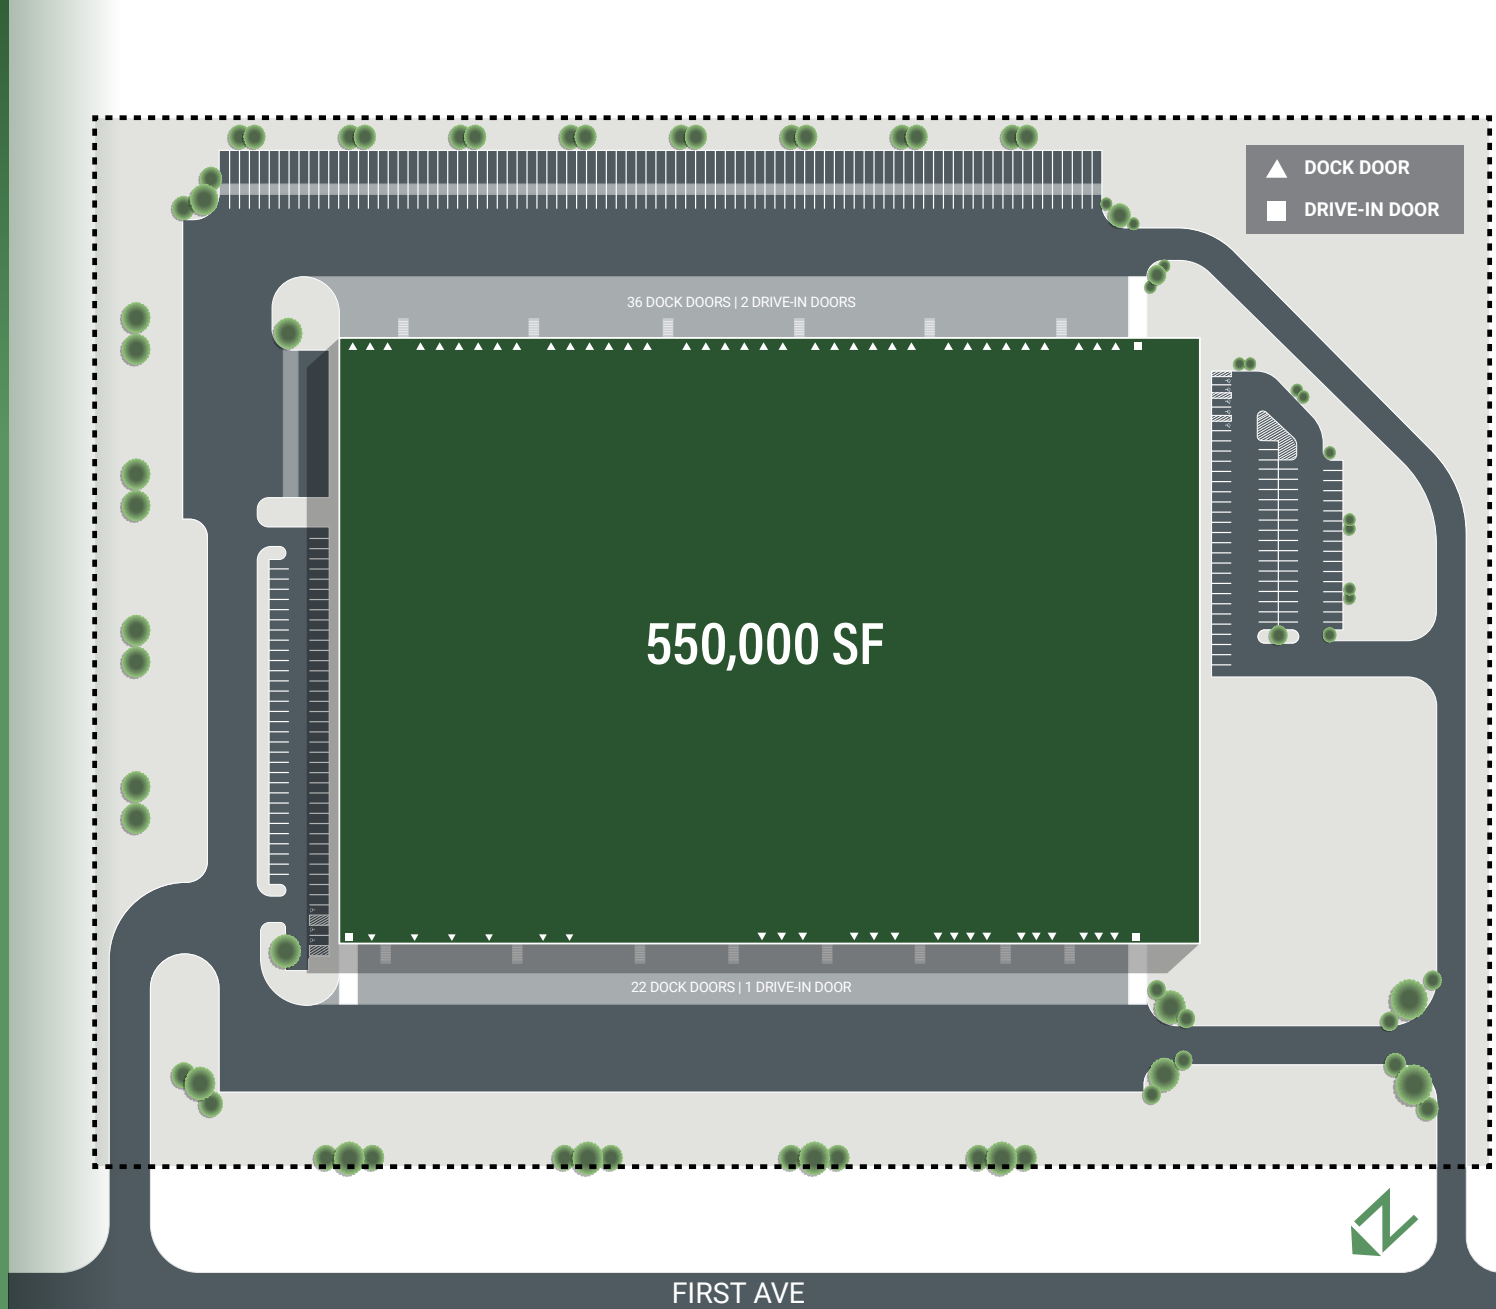 DOCK DOOR
DRIVE-IN DOOR
36 DOCK DOORS | 2 DRIVE-IN DOORS
550,000 SF
22 DOCK DOORS | 1 DRIVE-IN DOOR
FIRST AVE